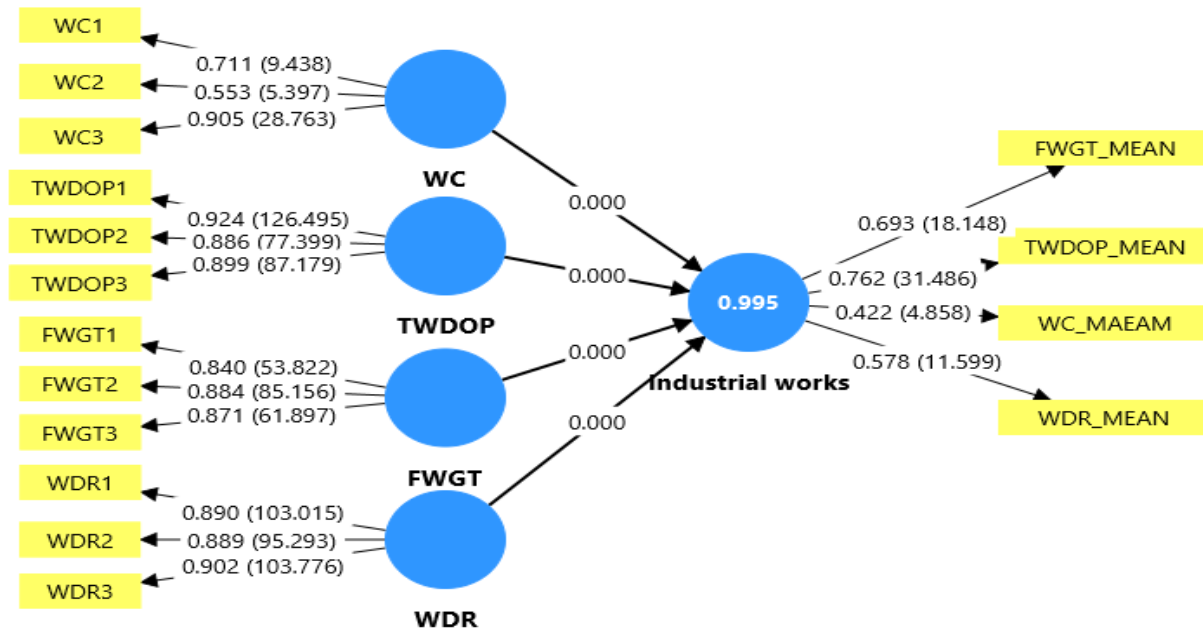 WC1
WC2
WC3
0.711 (9.438)
0.553 (5.397)
0.905 (28.763)
WC
0.000
TWDOP1
TWDOP2
TWDOP3
0.924 (126.495)
0.886 (77.399)
0.899 (87.179)
TWDOP
0.000
FWGT1
FWGT2
FWGT3
0.840 (53.822)
0.884 (85.156)
0.871 (61.897)
FWGT
0.000
WDR1
WDR2
WDR3
0.890 (103.015)
0.889 (95.293)
0.902 (103.776)
WDR
0.000
0.995
Industrial works
0.693 (18.148)
0.762 (31.486)
0.422 (4.858)
0.578 (11.599)
FWGT_MEAN
TWDOP_MEAN
WC_MAEAM
WDR_MEAN